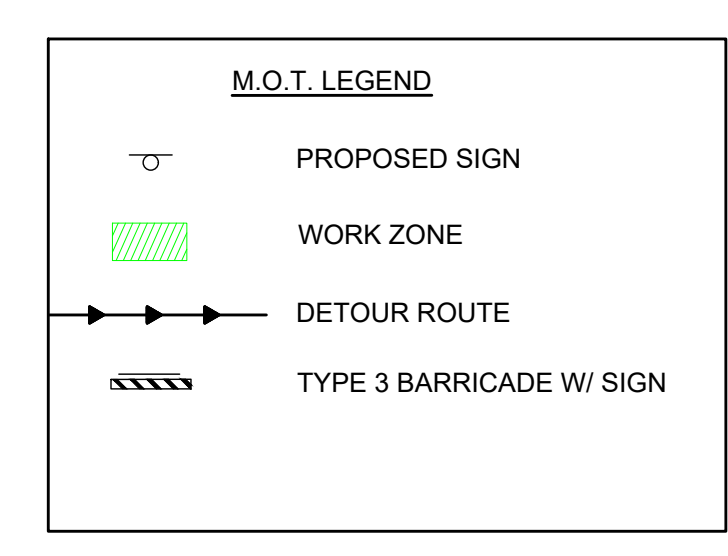 M.O.T. LEGEND
PROPOSED SIGN
WORK ZONE
DETOUR ROUTE
TYPE 3 BARRICADE W/ SIGN